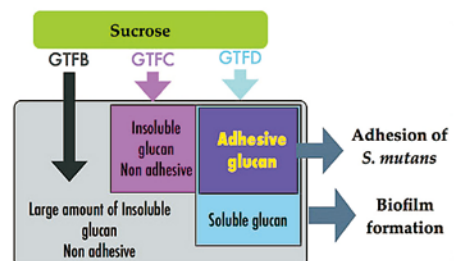 Sucrose
GTFB
GTFC
GTFD
Insoluble
glucan
Non adhesive
Adhesive
glucan
Adhesion of
S. mutans
Large amount of Insoluble
glucan
Non adhesive
Soluble glucan
Biofilm
formation